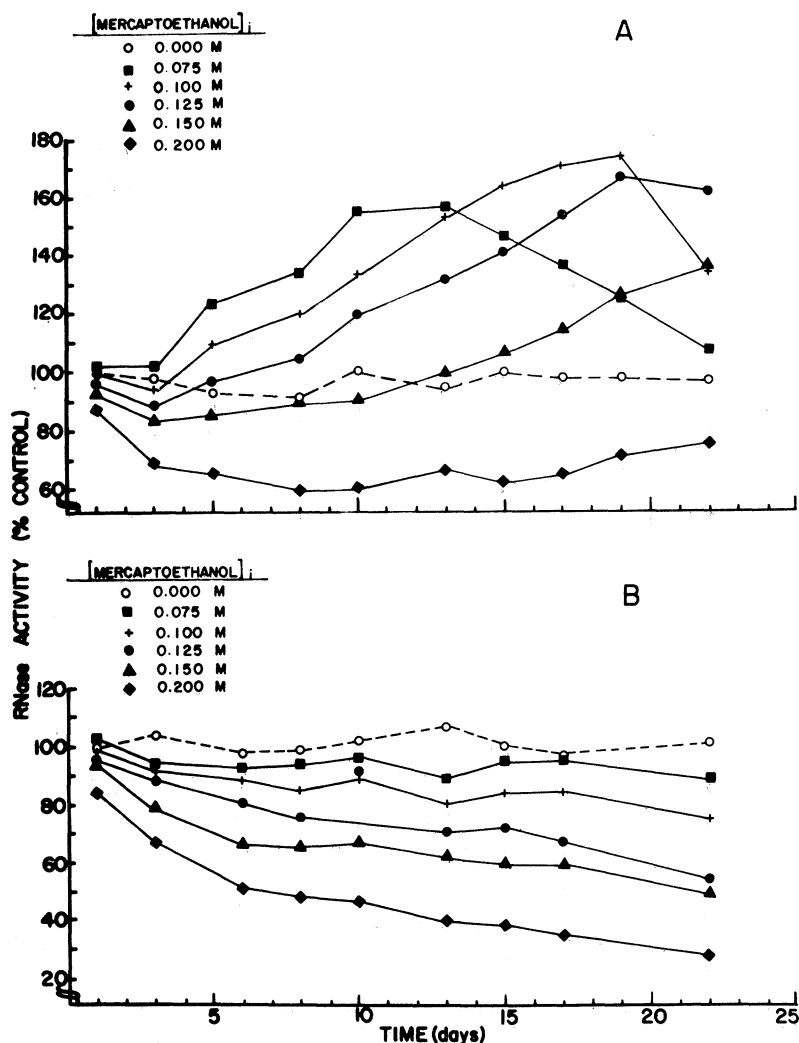 [MERCAPTOETHANOL]i
A
0.000 M
0.075 M
0.100 M
0.125 M
0.150 M
0.200 M
180
160
140
120
100
80
60
[MERCAPTOETHANOL]i
B
0.000 M
0.075 M
0.100 M
0.125 M
0.150 M
0.200 M
RNase ACTIVITY (% CONTROL)
120
100
80
60
40
20
5 10 15 20 25
TIME (days)